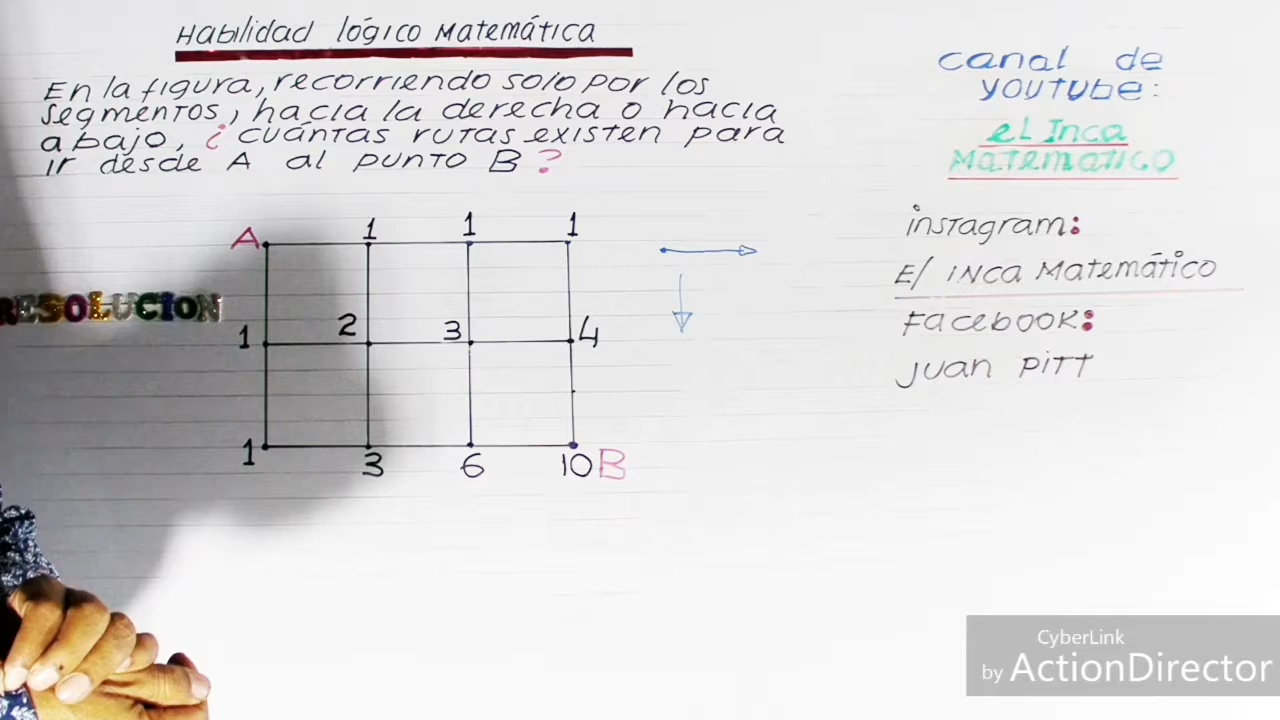 Habilidad lógico Matemática
En la figura, recorriendo solo por los
segmentos, hacia la derecha o hacia
abajo, ¿cuántas rutas existen para
ir desde A al punto B?
canal de
youtube:
el Inca
Matematico
instagram:
El inca Matemático
Facebook:
Juan Pitt
A 1 1 1
RESOLUCION
1 2 3 4
1 3 6 10 B
CyberLink
by ActionDirector